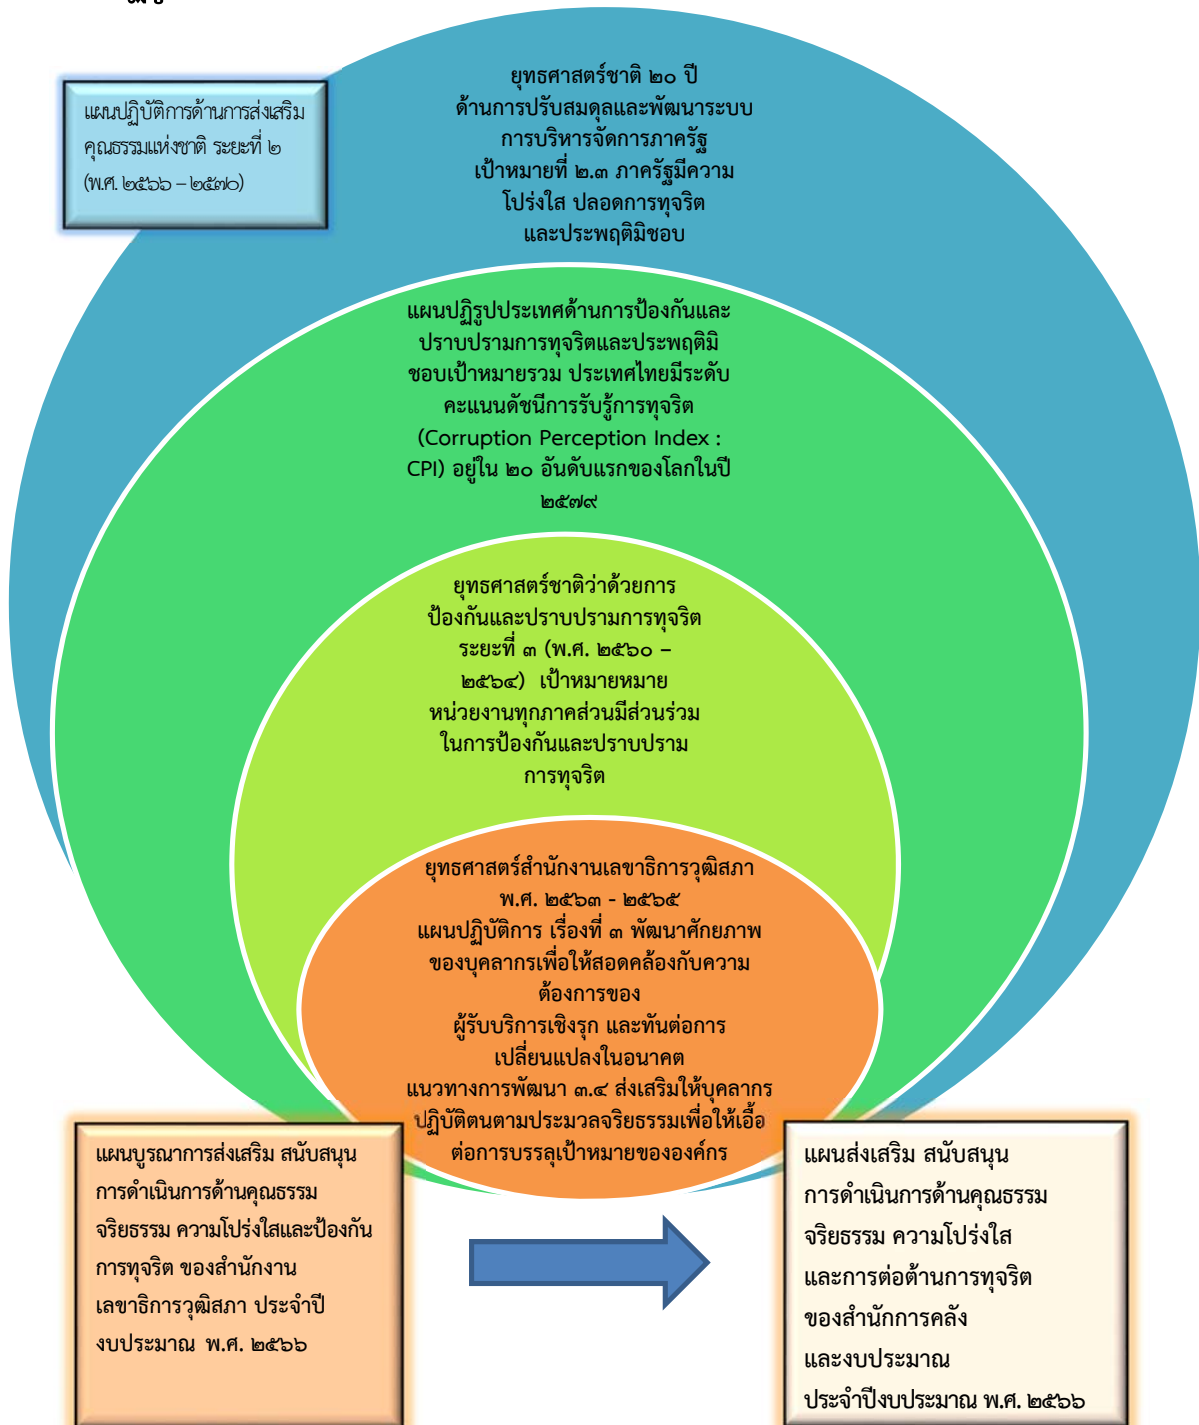 แผนปฏิบัติการด้านการส่งเสริม
คุณธรรมแห่งชาติ ระยะที่ ๒
(พ.ศ. ๒๕๖๖ – ๒๕๗๐)
ยุทธศาสตร์ชาติ ๒๐ ปี
ด้านการปรับสมดุลและพัฒนาระบบ
การบริหารจัดการภาครัฐ
เป้าหมายที่ ๒.๓ ภาครัฐมีความ
โปร่งใส ปลอดการทุจริต
และประพฤติมิชอบ
แผนปฏิรูปประเทศด้านการป้องกันและ
ปราบปรามการทุจริตและประพฤติมิ
ชอบเป้าหมายรวม ประเทศไทยมีระดับ
คะแนนดัชนีการรับรู้การทุจริต
(Corruption Perception Index :
CPI) อยู่ใน ๒๐ อันดับแรกของโลกในปี
๒๕๗๙
ยุทธศาสตร์ชาติว่าด้วยการ
ป้องกันและปราบปรามการทุจริต
ระยะที่ ๓ (พ.ศ. ๒๕๖๐ –
๒๕๖๔) เป้าหมายหมาย
หน่วยงานทุกภาคส่วนมีส่วนร่วม
ในการป้องกันและปราบปราม
การทุจริต
ยุทธศาสตร์สำนักงานเลขาธิการวุฒิสภา
พ.ศ. ๒๕๖๓ - ๒๕๖๕
แผนปฏิบัติการ เรื่องที่ ๓ พัฒนาศักยภาพ
ของบุคลากรเพื่อให้สอดคล้องกับความ
ต้องการของ
ผู้รับบริการเชิงรุก และทันต่อการ
เปลี่ยนแปลงในอนาคต
แนวทางการพัฒนา ๓.๔ ส่งเสริมให้บุคลากร
ปฏิบัติตนตามประมวลจริยธรรมเพื่อให้เอื้อ
ต่อการบรรลุเป้าหมายขององค์กร
แผนบูรณาการส่งเสริม สนับสนุน
การดำเนินการด้านคุณธรรม
จริยธรรม ความโปร่งใสและป้องกัน
การทุจริต ของสำนักงาน
เลขาธิการวุฒิสภา ประจำปี
งบประมาณ พ.ศ. ๒๕๖๖
แผนส่งเสริม สนับสนุน
การดำเนินการด้านคุณธรรม
จริยธรรม ความโปร่งใส
และการต่อต้านการทุจริต
ของสำนักการคลัง
และงบประมาณ
ประจำปีงบประมาณ พ.ศ. ๒๕๖๖